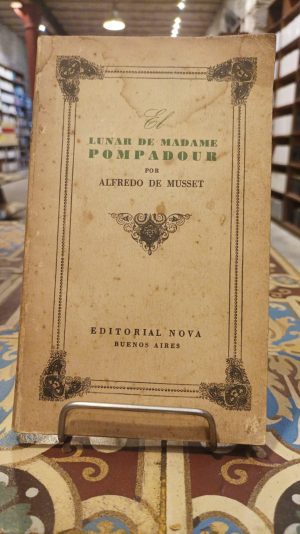 El
LUNAR DE MADAME
POMPADOUR
POR
ALFREDO DE MUSSET
EDITORIAL NOVA
BUENOS AIRES